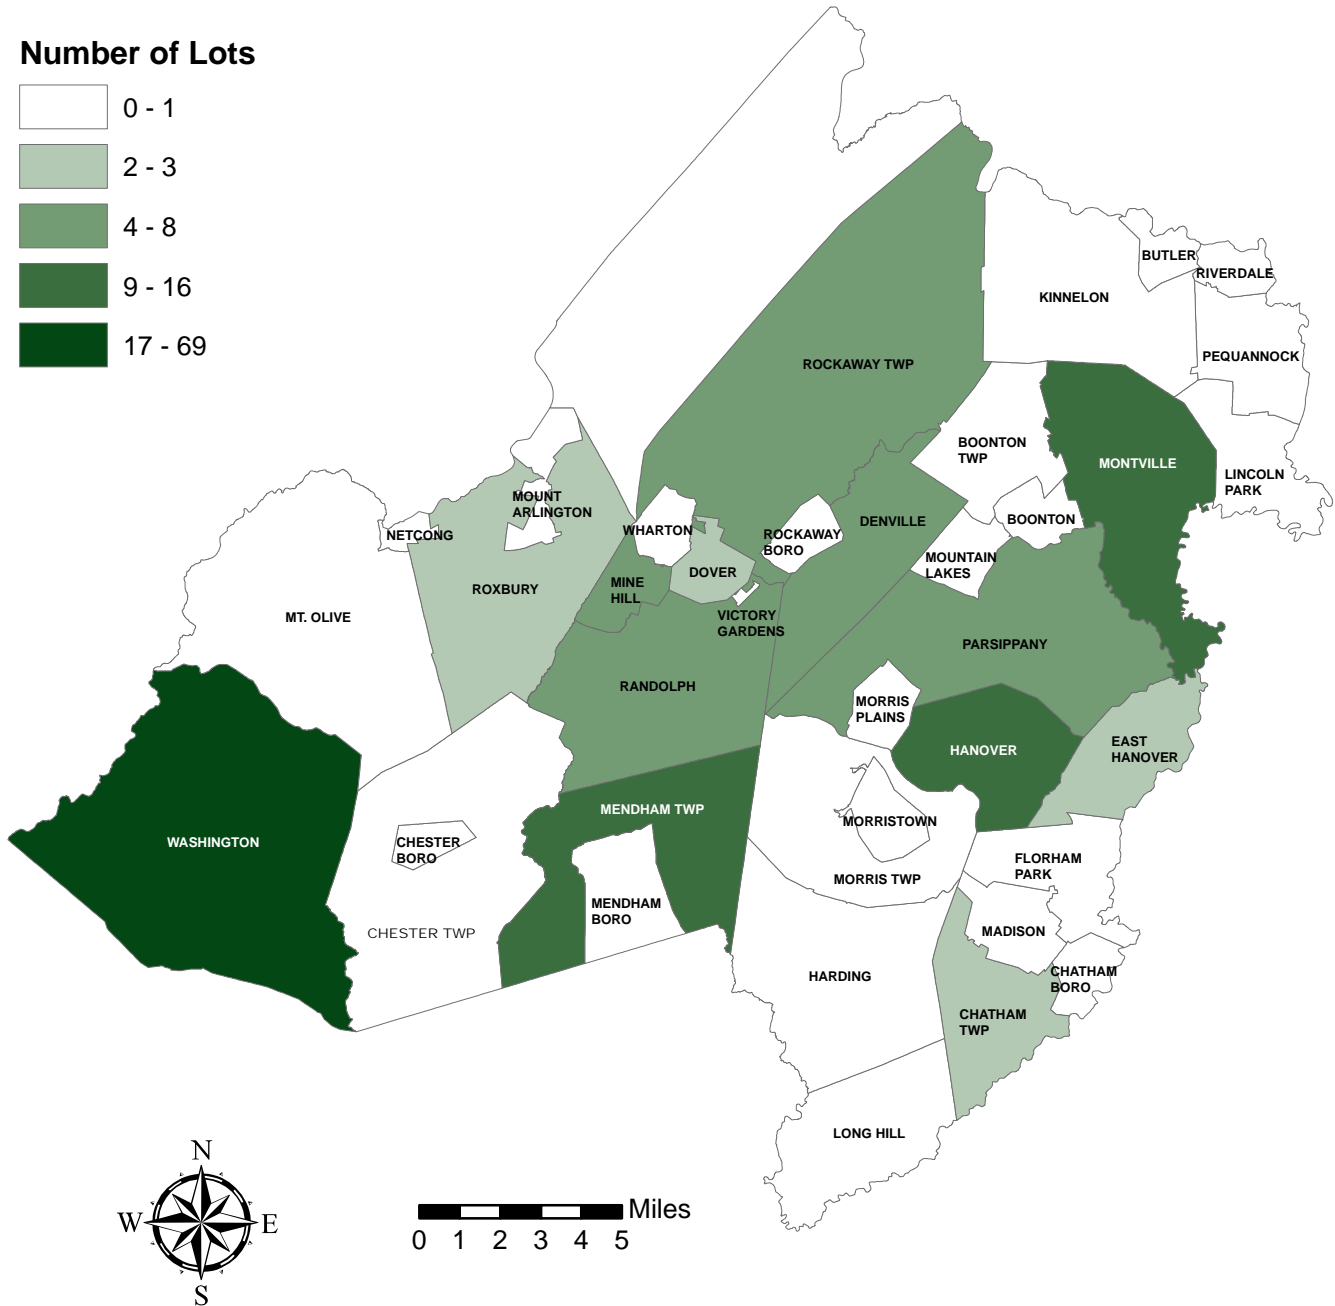 Number of Lots
0 - 1
2 - 3
4 - 8
9 - 16
17 - 69
BUTLER
RIVERDALE
KINNELON
PEQUANNOCK
ROCKAWAY TWP
BOONTON
TWP
MONTVILLE
LINCOLN
PARK
MOUNT
ARLINGTON
NETCONG
WHARTON
ROCKAWAY
BORO
DENVILLE
BOONTON
MOUNTAIN
LAKES
DOVER
MINE
HILL
ROXBURY
VICTORY
GARDENS
MT. OLIVE
PARSIPPANY
RANDOLPH
MORRIS
PLAINS
HANOVER
EAST
HANOVER
MENDHAM TWP
MORRISTOWN
WASHINGTON
CHESTER
BORO
FLORHAM
PARK
MORRIS TWP
MENDHAM
BORO
CHESTER TWP
MADISON
HARDING
CHATHAM
BORO
CHATHAM
TWP
LONG HILL
N
W
E
S
Miles
0 1 2 3 4 5